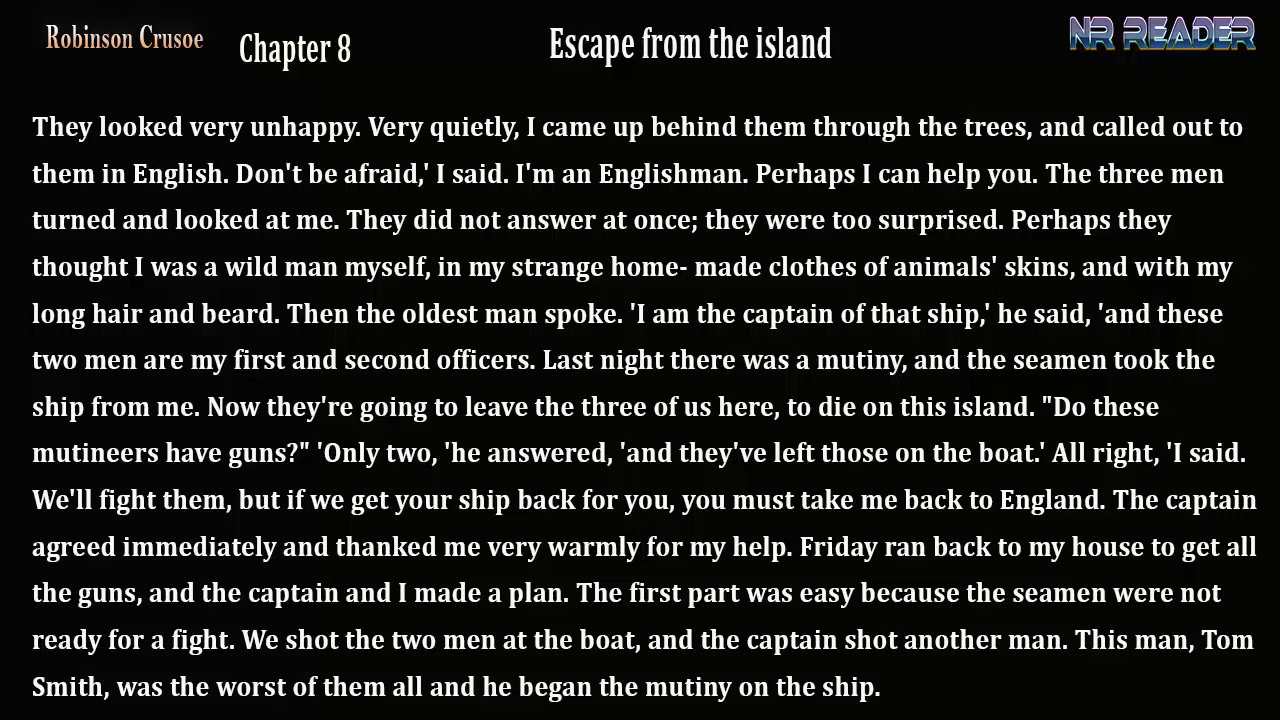 Robinson Crusoe
Chapter 8
Escape from the island
NR READER
They looked very unhappy. Very quietly, I came up behind them through the trees, and called out to
them in English. Don't be afraid,' I said. I'm an Englishman. Perhaps I can help you. The three men
turned and looked at me. They did not answer at once; they were too surprised. Perhaps they
thought I was a wild man myself, in my strange home- made clothes of animals' skins, and with my
long hair and beard. Then the oldest man spoke. 'I am the captain of that ship,' he said, 'and these
two men are my first and second officers. Last night there was a mutiny, and the seamen took the
ship from me. Now they're going to leave the three of us here, to die on this island. "Do these
mutineers have guns?" 'Only two, 'he answered, 'and they've left those on the boat.' All right, 'I said.
We'll fight them, but if we get your ship back for you, you must take me back to England. The captain
agreed immediately and thanked me very warmly for my help. Friday ran back to my house to get all
the guns, and the captain and I made a plan. The first part was easy because the seamen were not
ready for a fight. We shot the two men at the boat, and the captain shot another man. This man, Tom
Smith, was the worst of them all and he began the mutiny on the ship.